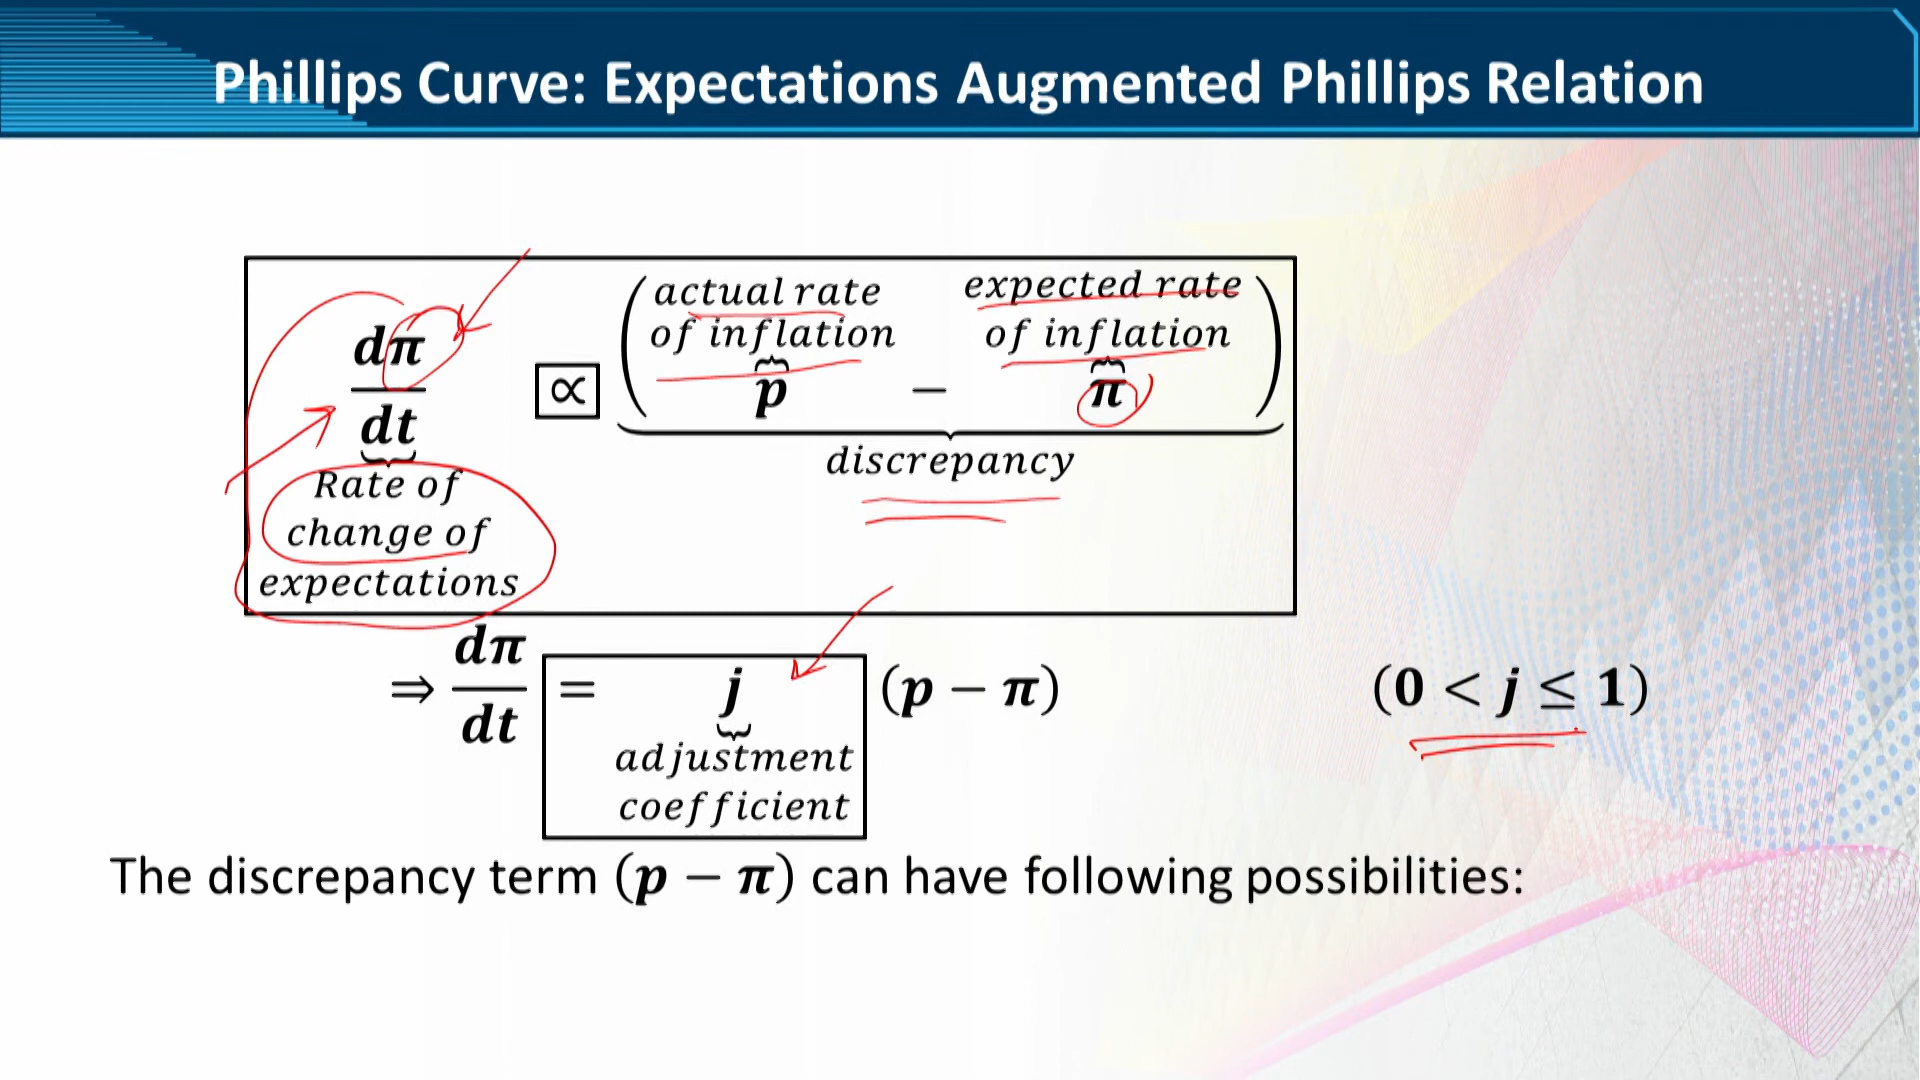 Phillips Curve: Expectations Augmented Phillips Relation
actual rate of inflation
expected rate of inflation
dπ/dt ∝ (p − π)
discrepancy
Rate of
change of
expectations
⇒ dπ/dt = j (p − π) (0 < j ≤ 1)
adjustment
coefficient
The discrepancy term (p − π) can have following possibilities: